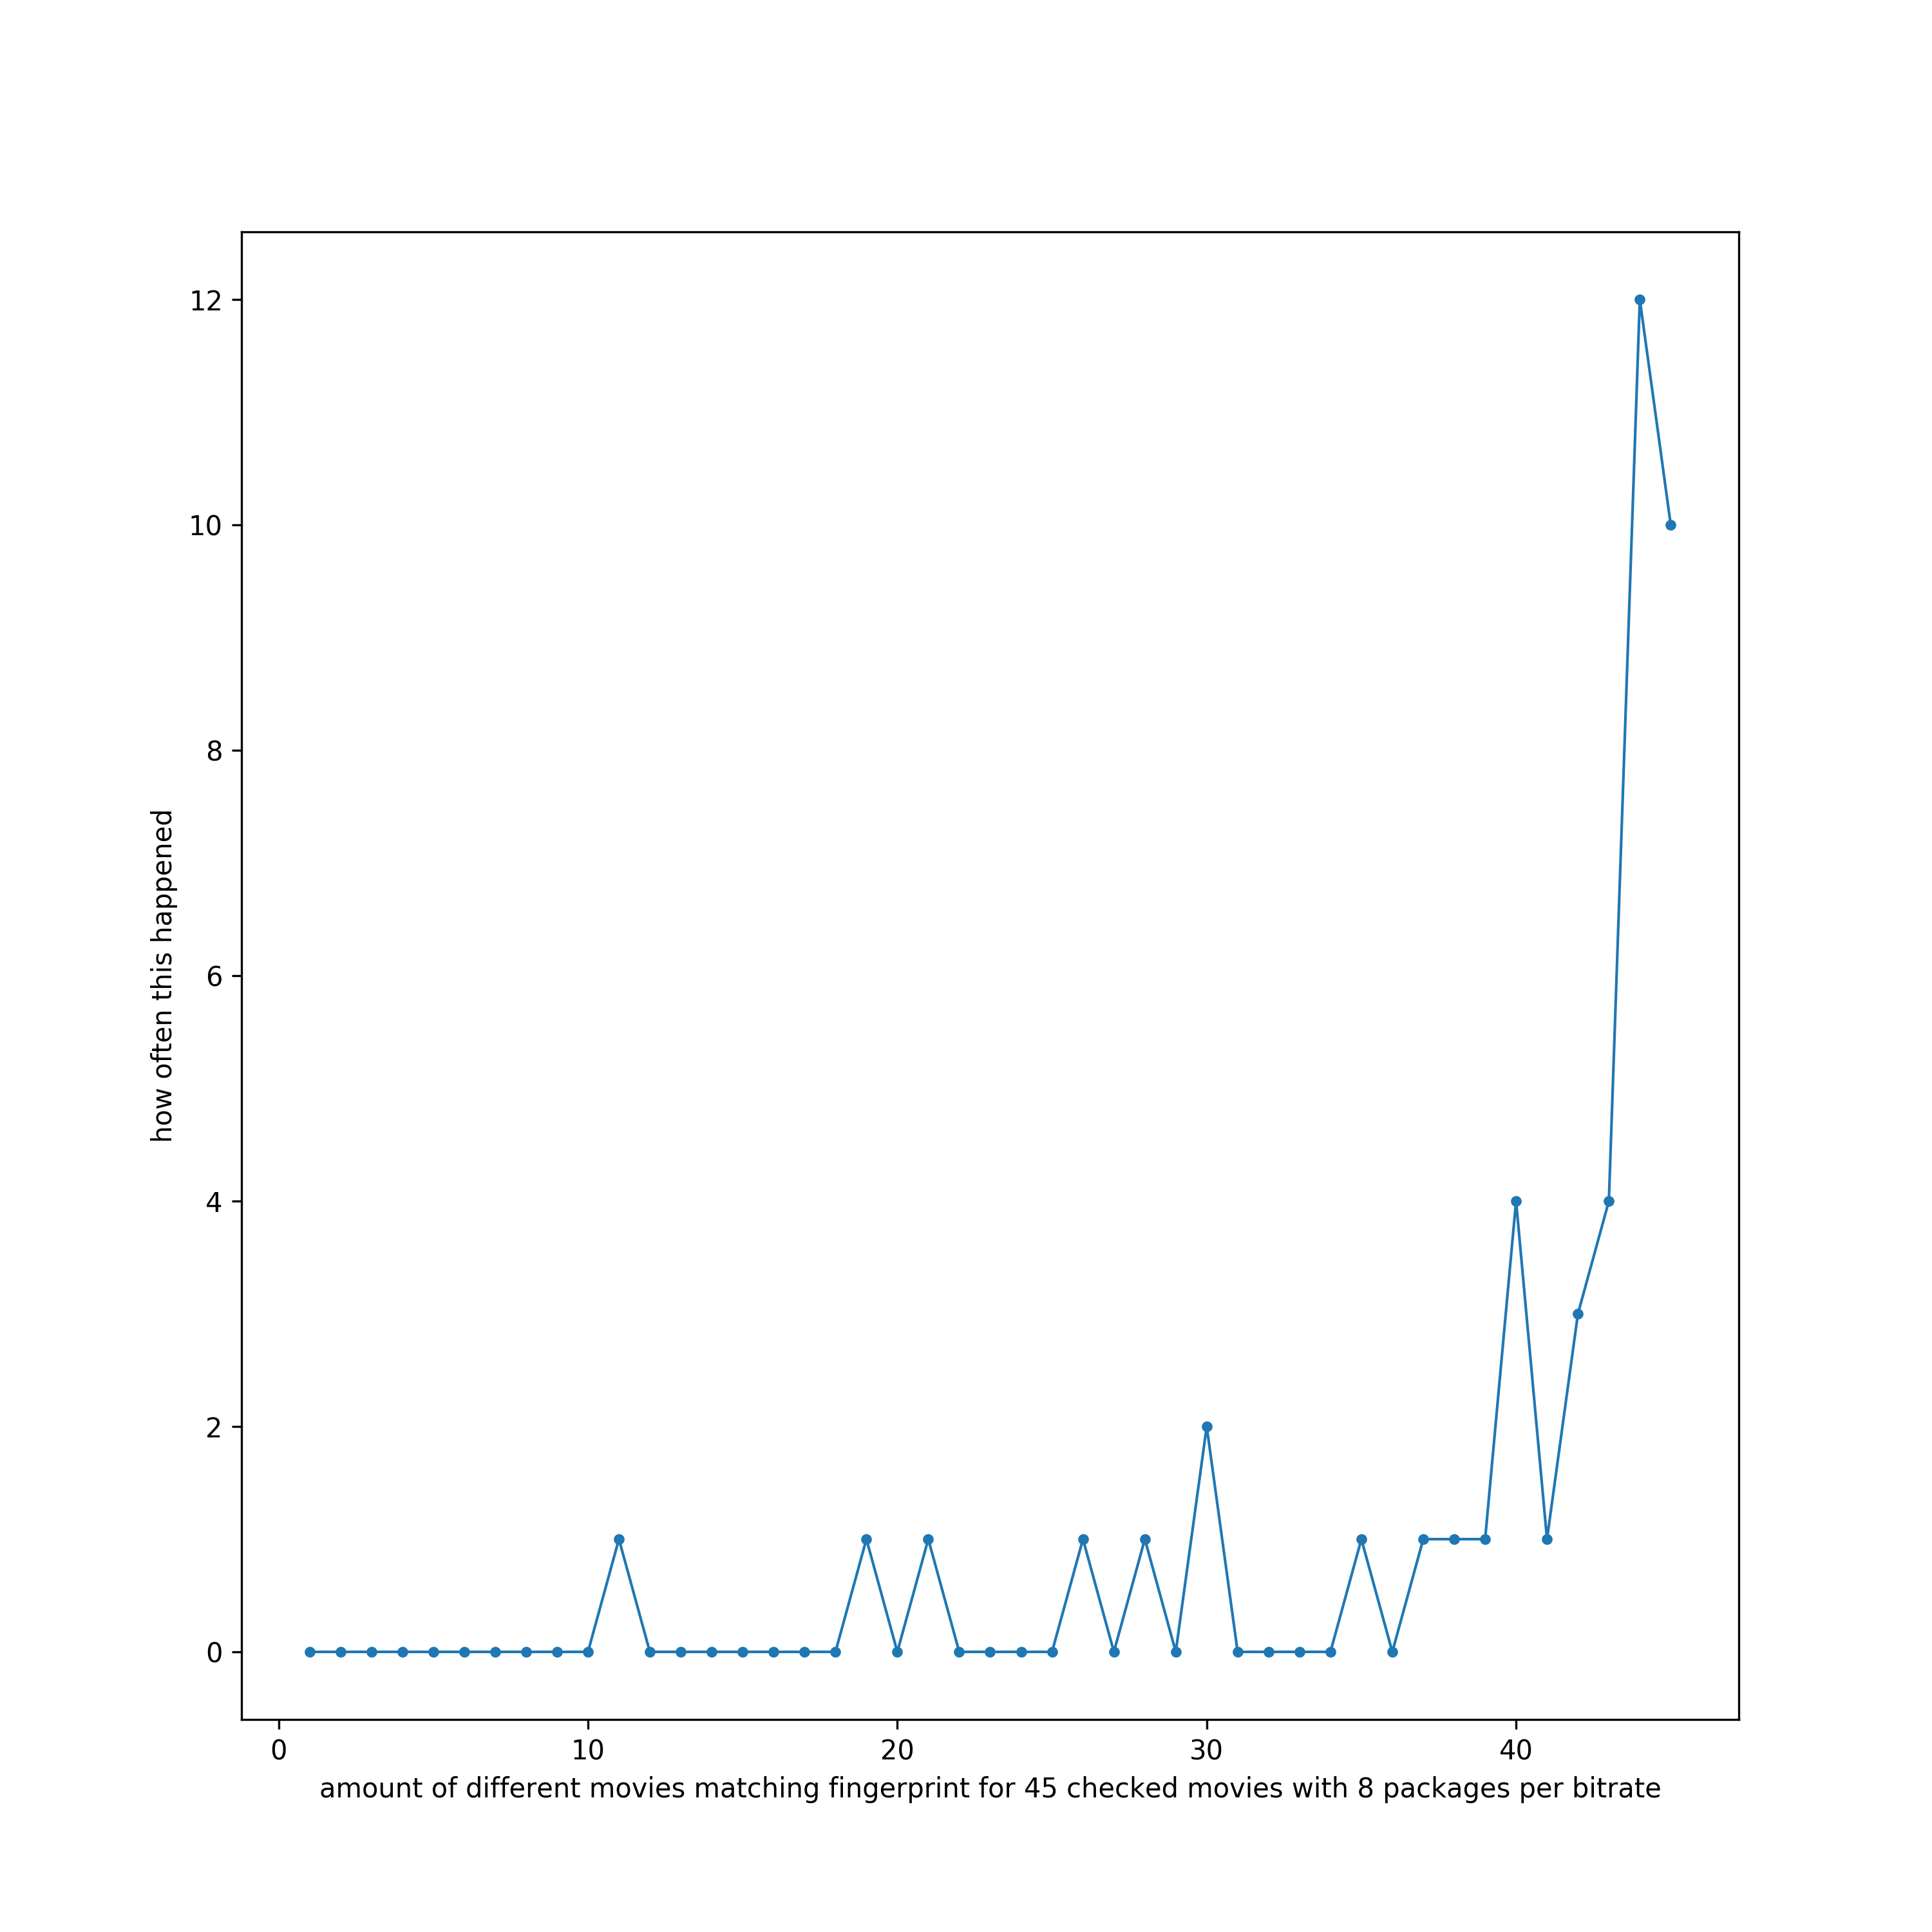 12
10
8
6
4
2
0
how often this happened
0 10 20 30 40
amount of different movies matching fingerprint for 45 checked movies with 8 packages per bitrate